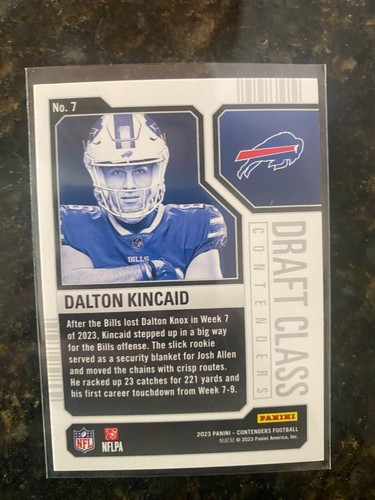 No. 7
BILLS
DRAFT CLASS
CONTENDERS
DALTON KINCAID
After the Bills lost Dalton Knox in Week 7
of 2023, Kincaid stepped up in a big way
for the Bills offense. The slick rookie
served as a security blanket for Josh Allen
and moved the chains with crisp routes.
He racked up 23 catches for 221 yards and
his first career touchdown from Week 7-9.
PANINI
NFL
NFLPA
2023 PANINI – CONTENDERS FOOTBALL
© 2023 Panini America, Inc.